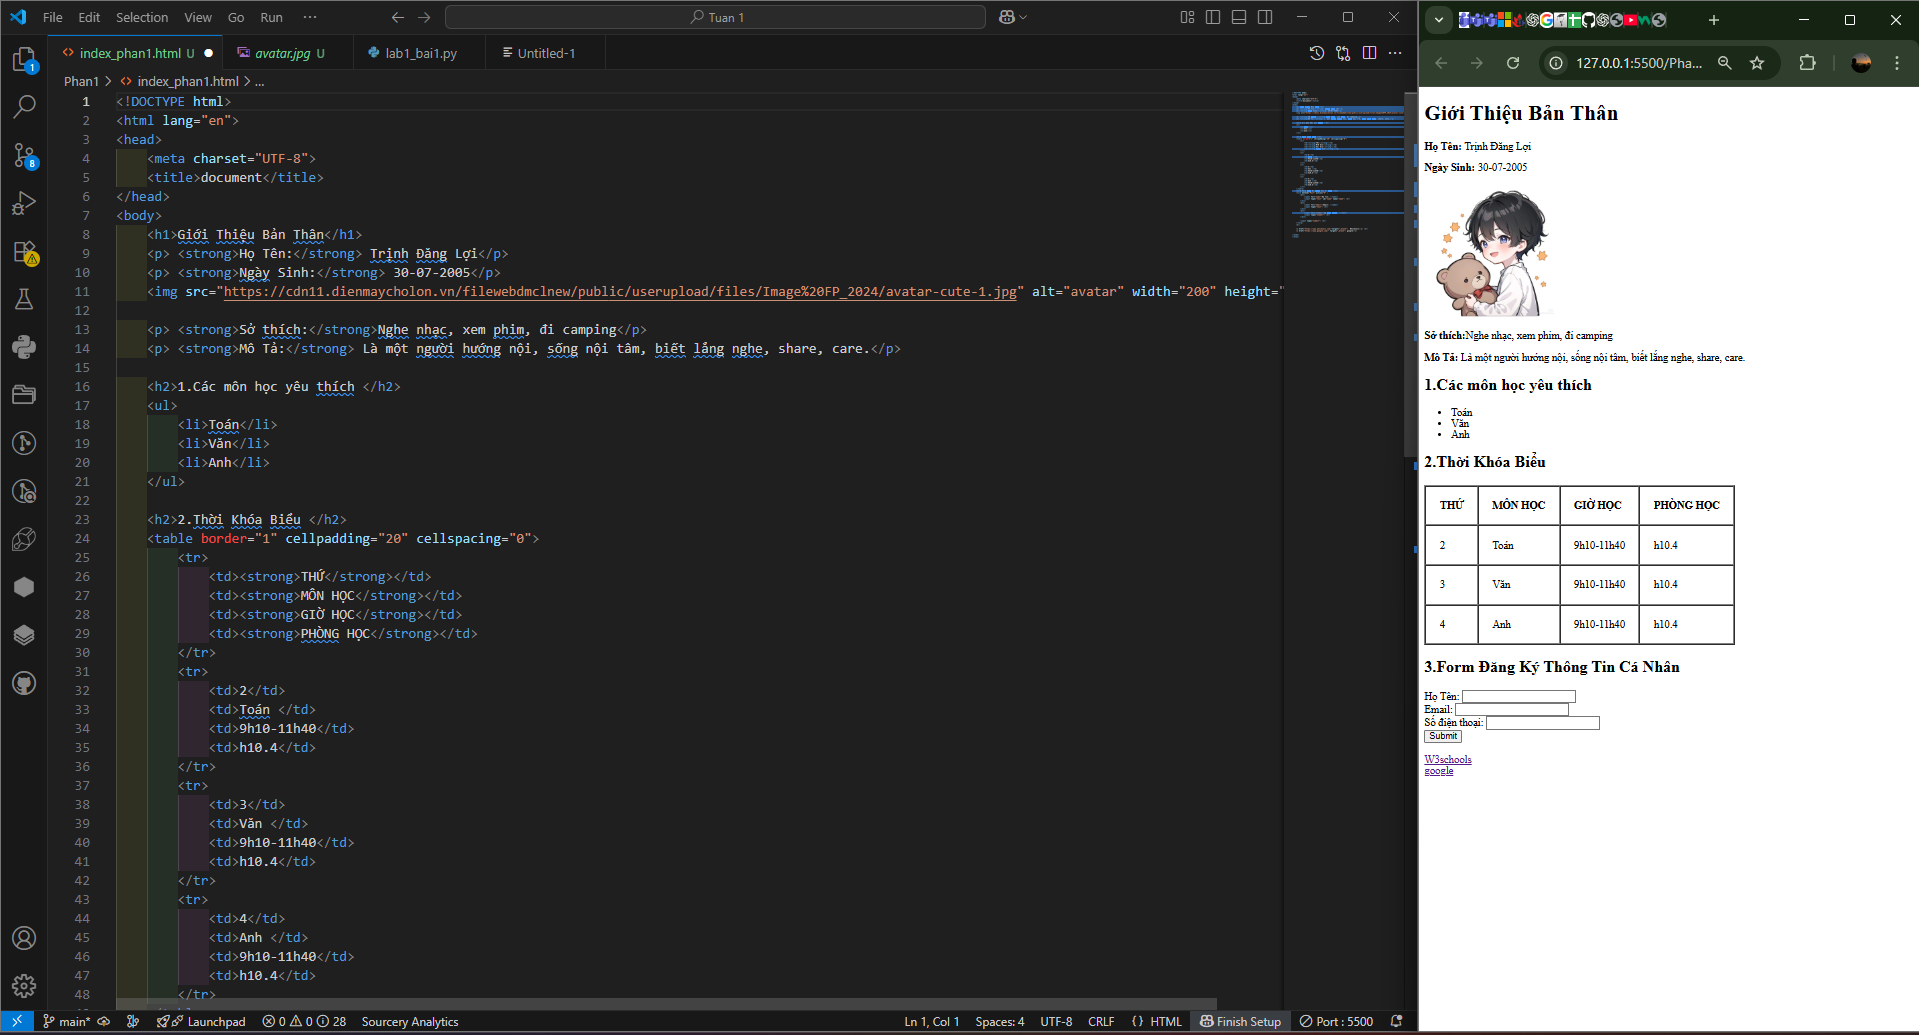 File Edit Selection View Go Run ··· Tuan 1
index_phan1.html U avatar.jpg U lab1_bai1.py Untitled-1
Phan1 > index_phan1.html > ...
1 <!DOCTYPE html>
2 <html lang="en">
3 <head>
4 <meta charset="UTF-8">
5 <title>document</title>
6 </head>
7 <body>
8 <h1>Giới Thiệu Bản Thân</h1>
9 <p> <strong>Họ Tên:</strong> Trịnh Đăng Lợi</p>
10 <p> <strong>Ngày Sinh:</strong> 30-07-2005</p>
11 <img src="https://cdn11.dienmaycholon.vn/filewebdmclnew/public/userupload/files/Image%20FP_2024/avatar-cute-1.jpg" alt="avatar" width="200" height="
12
13 <p> <strong>Sở thích:</strong>Nghe nhạc, xem phim, đi camping</p>
14 <p> <strong>Mô Tả:</strong> Là một người hướng nội, sống nội tâm, biết lắng nghe, share, care.</p>
15
16 <h2>1.Các môn học yêu thích </h2>
17 <ul>
18 <li>Toán</li>
19 <li>Văn</li>
20 <li>Anh</li>
21 </ul>
22
23 <h2>2.Thời Khóa Biểu </h2>
24 <table border="1" cellpadding="20" cellspacing="0">
25 <tr>
26 <td><strong>THỨ</strong></td>
27 <td><strong>MÔN HỌC</strong></td>
28 <td><strong>GIỜ HỌC</strong></td>
29 <td><strong>PHÒNG HỌC</strong></td>
30 </tr>
31 <tr>
32 <td>2</td>
33 <td>Toán </td>
34 <td>9h10-11h40</td>
35 <td>h10.4</td>
36 </tr>
37 <tr>
38 <td>3</td>
39 <td>Văn </td>
40 <td>9h10-11h40</td>
41 <td>h10.4</td>
42 </tr>
43 <tr>
44 <td>4</td>
45 <td>Anh </td>
46 <td>9h10-11h40</td>
47 <td>h10.4</td>
48 </tr>
main* Launchpad 0 0 28 Sourcery Analytics Ln 1, Col 1 Spaces: 4 UTF-8 CRLF {} HTML Finish Setup Port : 5500
1
8
127.0.0.1:5500/Pha...
Giới Thiệu Bản Thân
Họ Tên: Trịnh Đăng Lợi
Ngày Sinh: 30-07-2005
Sở thích:Nghe nhạc, xem phim, đi camping
Mô Tả: Là một người hướng nội, sống nội tâm, biết lắng nghe, share, care.
1.Các môn học yêu thích
• Toán
• Văn
• Anh
2.Thời Khóa Biểu
THỨ MÔN HỌC GIỜ HỌC PHÒNG HỌC
2 Toán 9h10-11h40 h10.4
3 Văn 9h10-11h40 h10.4
4 Anh 9h10-11h40 h10.4
3.Form Đăng Ký Thông Tin Cá Nhân
Họ Tên:
Email:
Số điện thoại:
Submit
W3schools
google